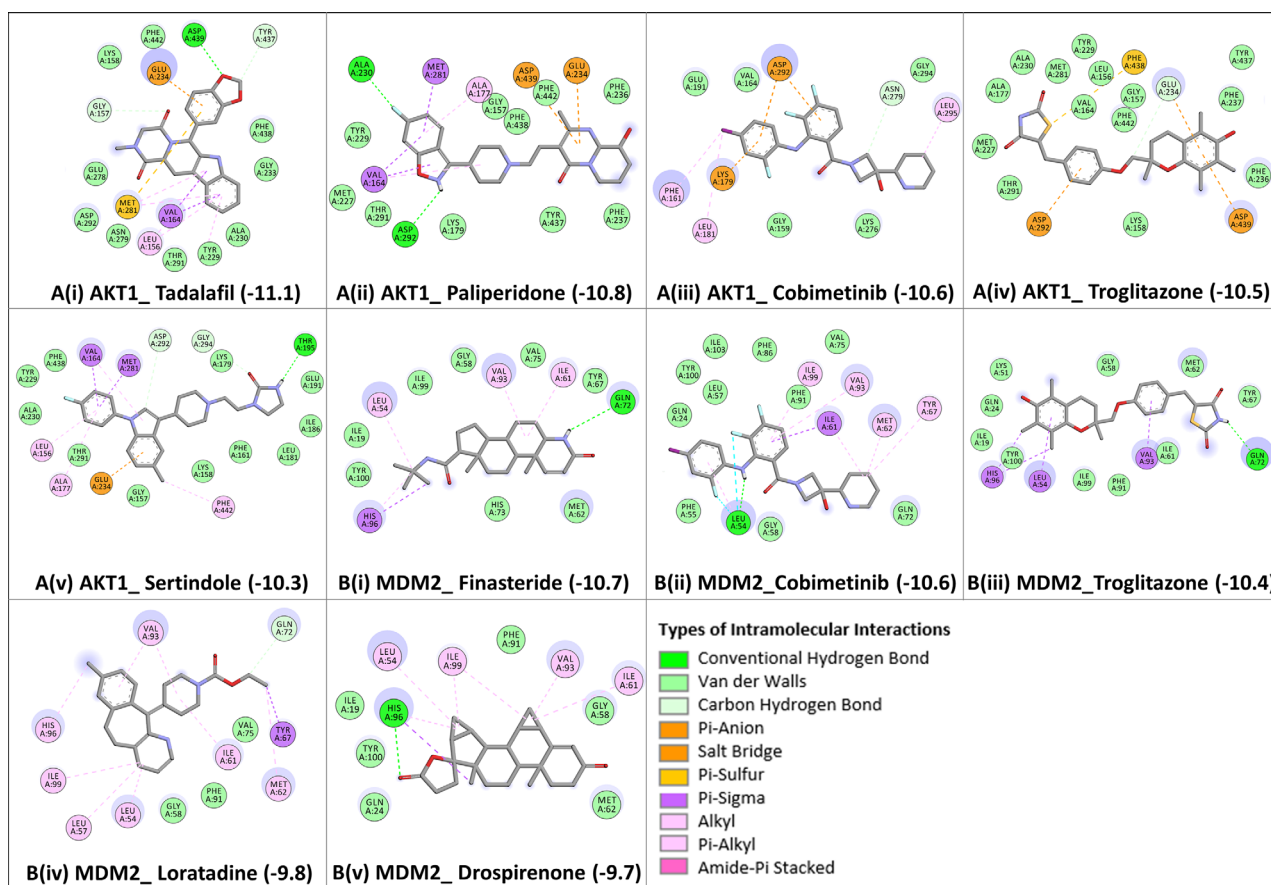 PHE
A:442
ASP
A:439
TYR
A:437
LYS
A:158
GLU
A:234
GLY
A:157
PHE
A:438
GLU
A:278
GLY
A:233
MET
A:281
VAL
A:164
ASP
A:292
ASN
A:279
LEU
A:156
THR
A:291
TYR
A:229
ALA
A:230
A(i) AKT1_ Tadalafil (-11.1)
ALA
A:230
MET
A:281
ALA
A:177
ASP
A:439
GLU
A:234
GLY
A:157
PHE
A:442
PHE
A:236
PHE
A:438
TYR
A:229
VAL
A:164
MET
A:227
THR
A:291
ASP
A:292
LYS
A:179
TYR
A:437
PHE
A:237
A(ii) AKT1_ Paliperidone (-10.8)
GLU
A:191
VAL
A:164
ASP
A:292
GLY
A:294
ASN
A:279
LEU
A:295
LYS
A:179
PHE
A:161
LEU
A:181
GLY
A:159
LYS
A:276
A(iii) AKT1_ Cobimetinib (-10.6)
TYR
A:229
PHE
A:438
TYR
A:437
ALA
A:230
MET
A:281
LEU
A:156
ALA
A:177
VAL
A:164
GLY
A:157
GLU
A:234
PHE
A:237
PHE
A:442
MET
A:227
THR
A:291
PHE
A:236
ASP
A:292
LYS
A:158
ASP
A:439
A(iv) AKT1_ Troglitazone (-10.5)
ASP
A:292
GLY
A:294
THR
A:195
PHE
A:438
VAL
A:164
MET
A:281
LYS
A:179
TYR
A:229
GLU
A:191
ALA
A:230
ILE
A:186
LEU
A:156
THR
A:291
PHE
A:161
LEU
A:181
ALA
A:177
GLU
A:234
LYS
A:158
GLY
A:157
PHE
A:442
A(v) AKT1_ Sertindole (-10.3)
GLY
A:58
VAL
A:75
VAL
A:93
ILE
A:61
ILE
A:99
TYR
A:67
LEU
A:54
GLN
A:72
ILE
A:19
TYR
A:100
HIS
A:96
HIS
A:73
MET
A:62
B(i) MDM2_ Finasteride (-10.7)
ILE
A:103
PHE
A:86
VAL
A:75
TYR
A:100
ILE
A:99
VAL
A:93
LEU
A:57
PHE
A:91
TYR
A:67
GLN
A:24
ILE
A:61
MET
A:62
PHE
A:55
LEU
A:54
GLY
A:58
GLN
A:72
B(ii) MDM2_Cobimetinib (-10.6)
LYS
A:51
GLY
A:58
MET
A:62
GLN
A:24
TYR
A:67
ILE
A:19
TYR
A:100
HIS
A:96
LEU
A:54
ILE
A:99
PHE
A:91
VAL
A:93
ILE
A:61
GLN
A:72
B(iii) MDM2_Troglitazone (-10.4)
VAL
A:93
GLN
A:72
HIS
A:96
VAL
A:75
TYR
A:67
ILE
A:61
ILE
A:99
MET
A:62
PHE
A:91
LEU
A:57
LEU
A:54
GLY
A:58
B(iv) MDM2_ Loratadine (-9.8)
PHE
A:91
LEU
A:54
ILE
A:99
VAL
A:93
ILE
A:61
ILE
A:19
HIS
A:96
GLY
A:58
TYR
A:100
GLN
A:24
MET
A:62
B(v) MDM2_ Drospirenone (-9.7)
Types of Intramolecular Interactions
Conventional Hydrogen Bond
Van der Walls
Carbon Hydrogen Bond
Pi-Anion
Salt Bridge
Pi-Sulfur
Pi-Sigma
Alkyl
Pi-Alkyl
Amide-Pi Stacked